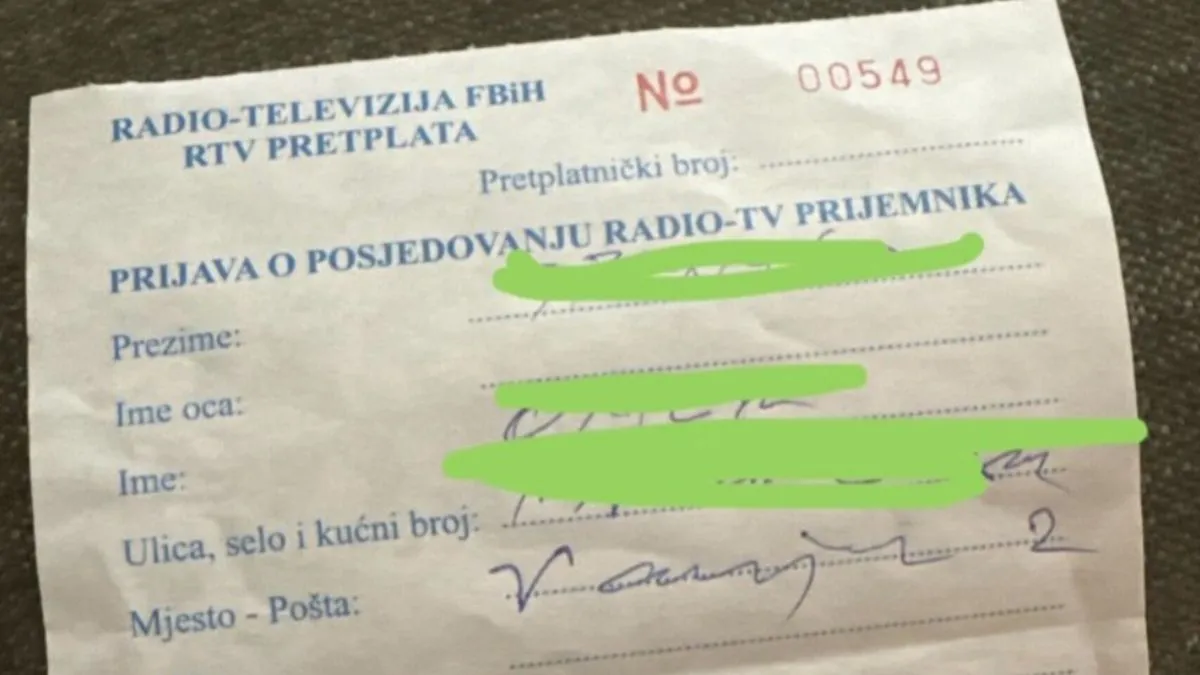 RADIO-TELEVIZIJA FBiH
RTV PRETPLATA
№ 00549
Pretplatnički broj:
PRIJAVA O POSJEDOVANJU RADIO-TV PRIJEMNIKA
Prezime:
Ime oca:
Ime:
Ulica, selo i kućni broj:
Mjesto - Pošta:
2